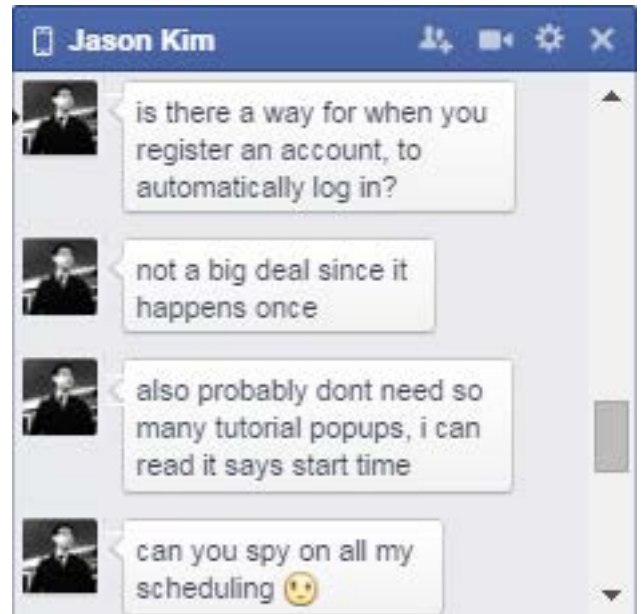 Jason Kim
is there a way for when you
register an account, to
automatically log in?
not a big deal since it
happens once
also probably dont need so
many tutorial popups, i can
read it says start time
can you spy on all my
scheduling